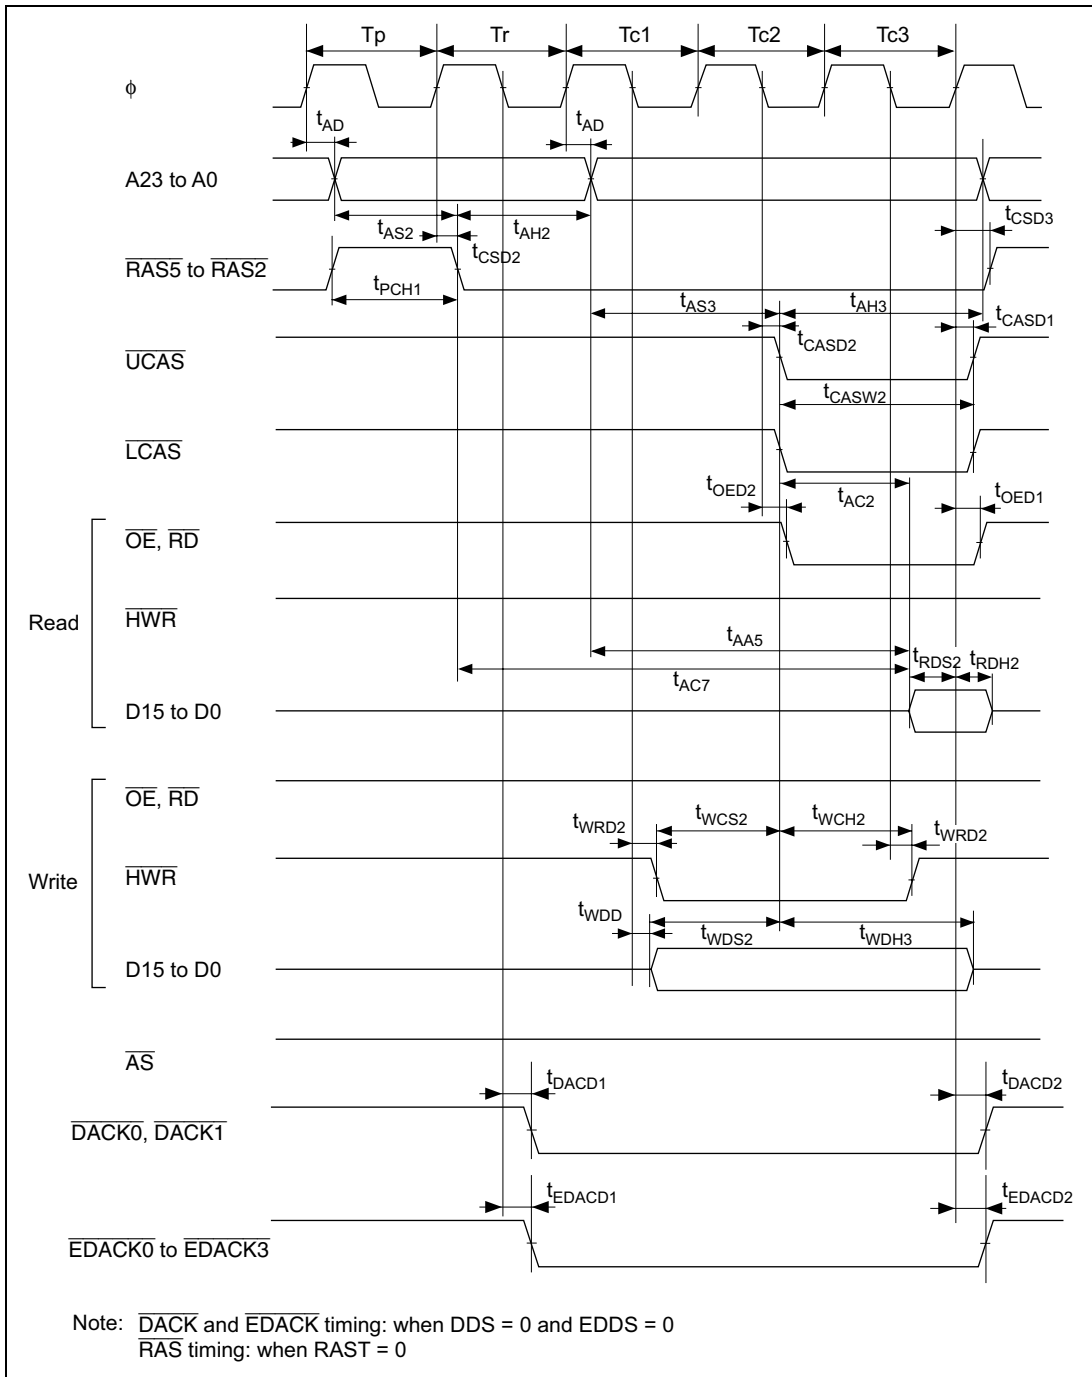 Tp Tr Tc1 Tc2 Tc3
ϕ
tAD tAD
A23 to A0
tAS2 tAH2 tCSD3
tCSD2
RAS5 to RAS2
tPCH1
tAS3 tAH3 tCASD1
tCASD2
UCAS
tCASW2
LCAS
tOED2 tAC2 tOED1
OE, RD
Read
HWR
tAA5
tRDS2 tRDH2
tAC7
D15 to D0
OE, RD
tWRD2 tWCS2 tWCH2 tWRD2
Write
HWR
tWDD tWDS2 tWDH3
D15 to D0
AS
tDACD1 tDACD2
DACK0, DACK1
tEDACD1 tEDACD2
EDACK0 to EDACK3
Note: DACK and EDACK timing: when DDS = 0 and EDDS = 0
RAS timing: when RAST = 0